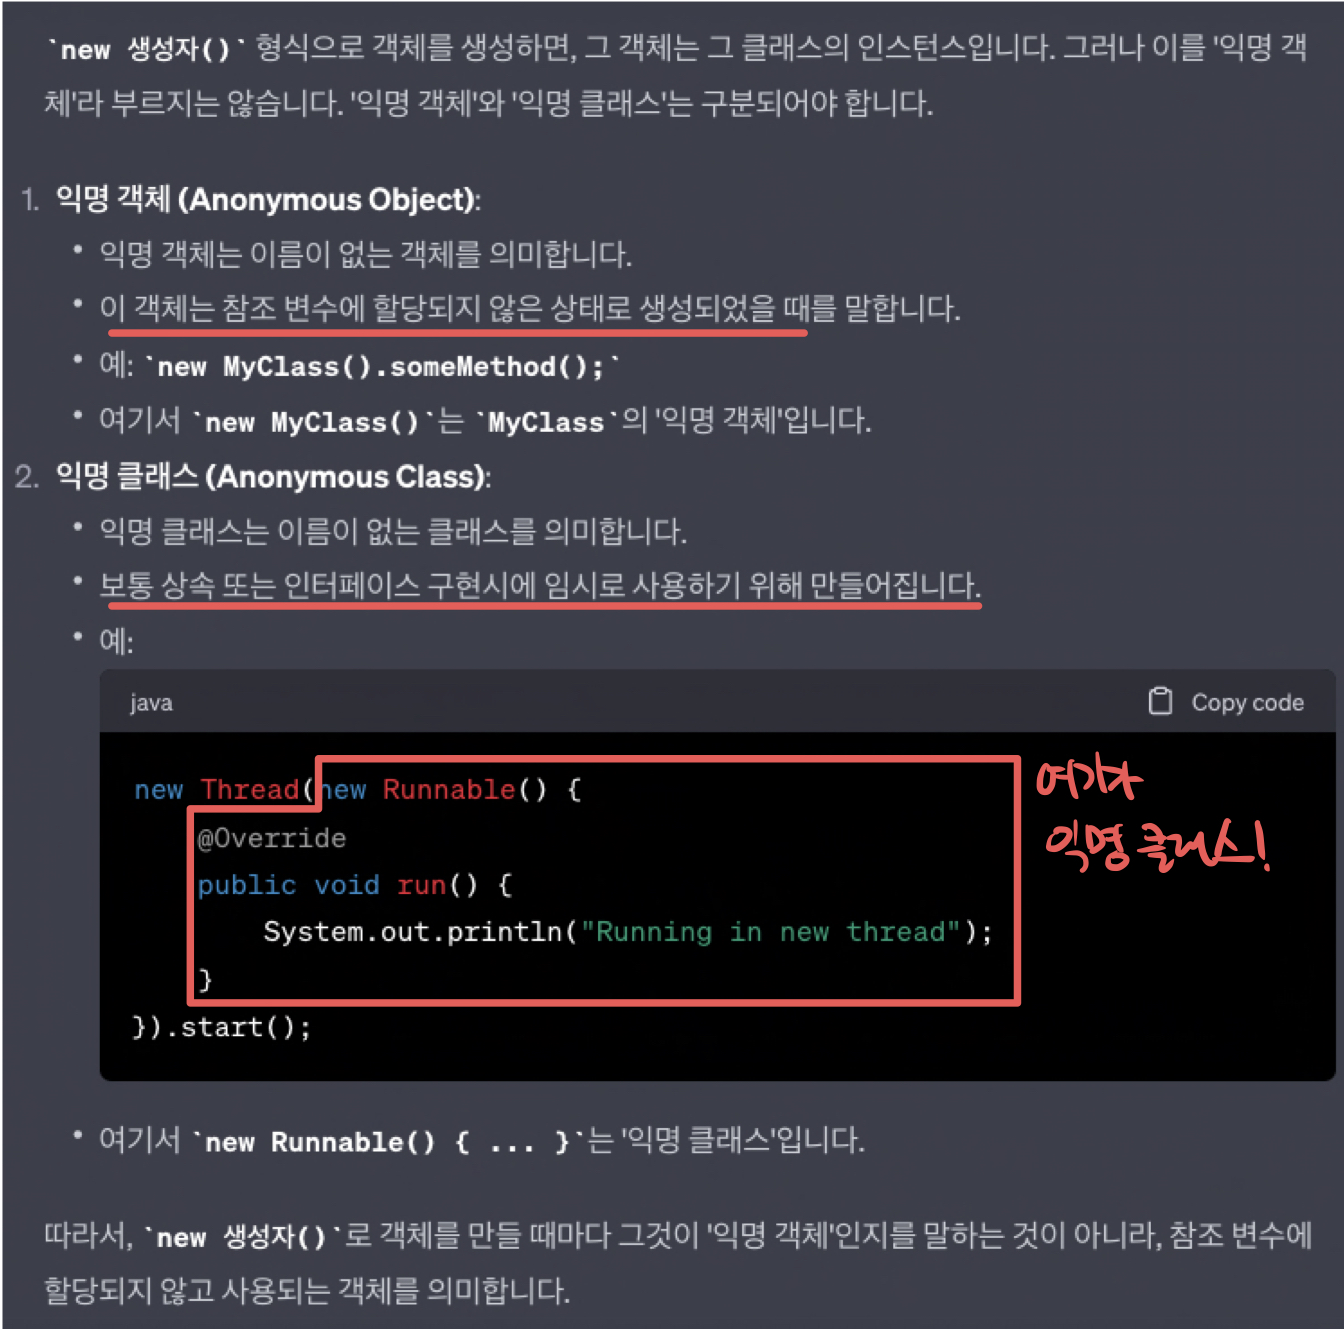 `new 생성자()` 형식으로 객체를 생성하면, 그 객체는 그 클래스의 인스턴스입니다. 그러나 이를 '익명 객
체'라 부르지는 않습니다. '익명 객체'와 '익명 클래스'는 구분되어야 합니다.
1. 익명 객체 (Anonymous Object):
• 익명 객체는 이름이 없는 객체를 의미합니다.
• 이 객체는 참조 변수에 할당되지 않은 상태로 생성되었을 때를 말합니다.
• 예: `new MyClass().someMethod();`
• 여기서 `new MyClass()`는 `MyClass`의 '익명 객체'입니다.
2. 익명 클래스 (Anonymous Class):
• 익명 클래스는 이름이 없는 클래스를 의미합니다.
• 보통 상속 또는 인터페이스 구현시에 임시로 사용하기 위해 만들어집니다.
• 예:
java Copy code
new Thread(new Runnable() {
@Override
public void run() {
System.out.println("Running in new thread");
}
}).start();
여기가
익명 클래스!
• 여기서 `new Runnable() { ... }`는 '익명 클래스'입니다.
따라서, `new 생성자()`로 객체를 만들 때마다 그것이 '익명 객체'인지를 말하는 것이 아니라, 참조 변수에
할당되지 않고 사용되는 객체를 의미합니다.